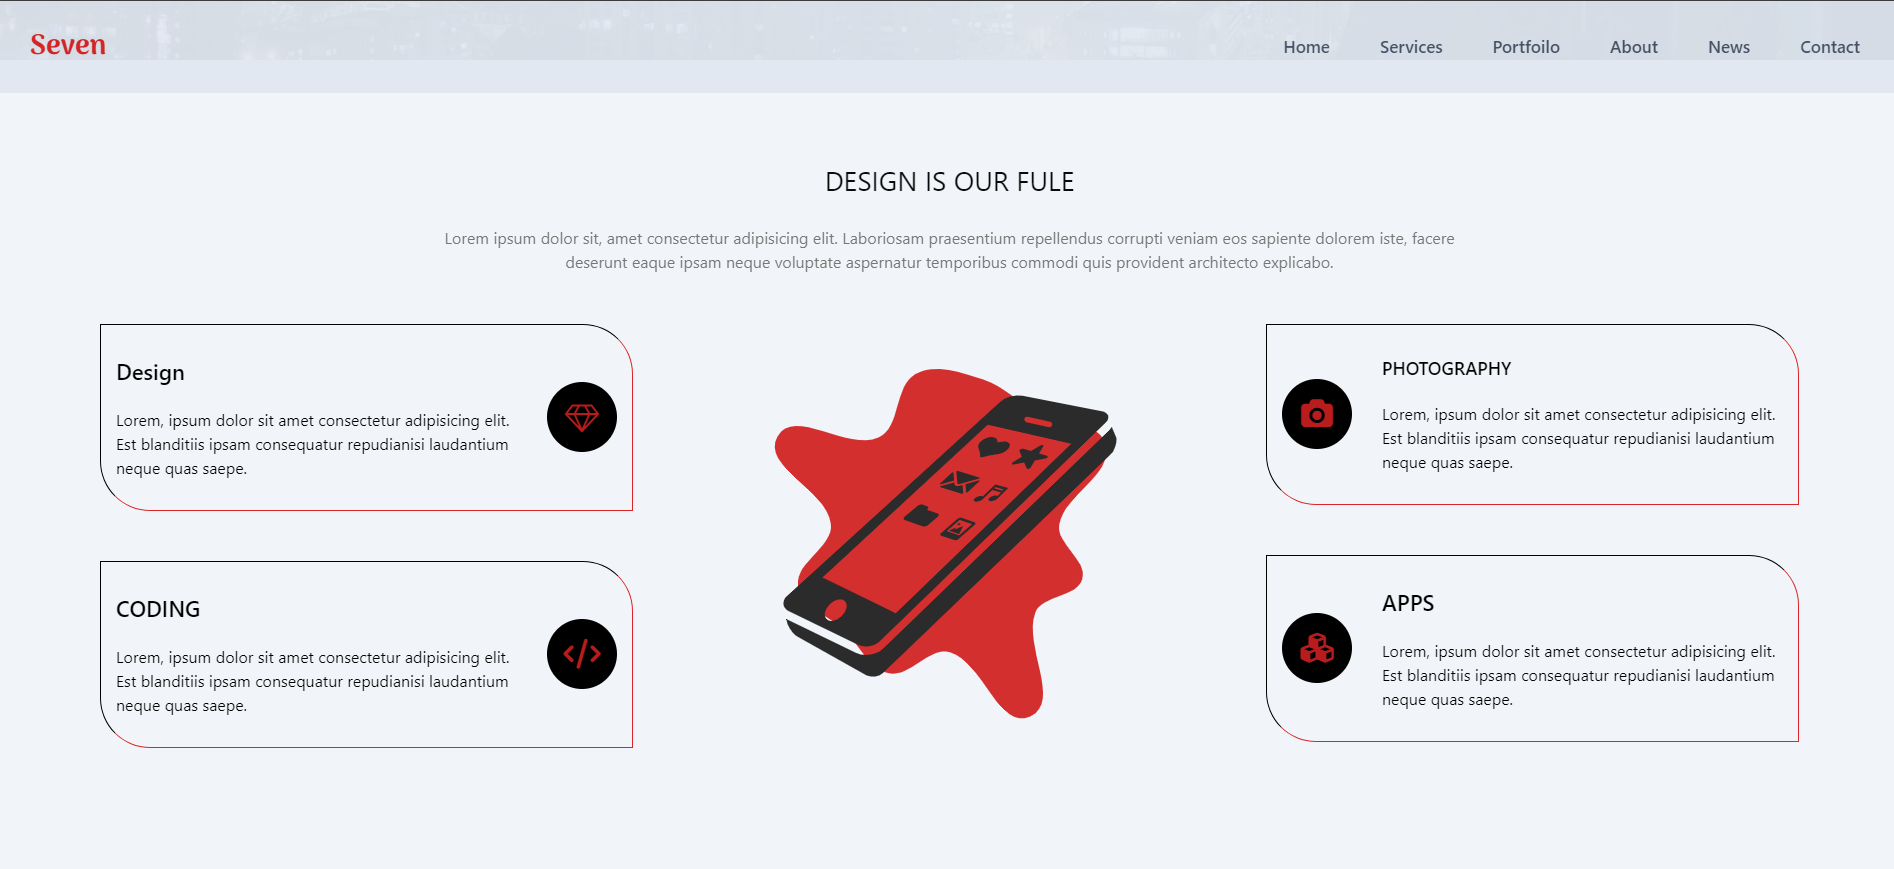 Seven
Home Services Portfoilo About News Contact
DESIGN IS OUR FULE
Lorem ipsum dolor sit, amet consectetur adipisicing elit. Laboriosam praesentium repellendus corrupti veniam eos sapiente dolorem iste, facere
deserunt eaque ipsam neque voluptate aspernatur temporibus commodi quis provident architecto explicabo.
Design
Lorem, ipsum dolor sit amet consectetur adipisicing elit.
Est blanditiis ipsam consequatur repudianisi laudantium
neque quas saepe.
CODING
Lorem, ipsum dolor sit amet consectetur adipisicing elit.
Est blanditiis ipsam consequatur repudianisi laudantium
neque quas saepe.
PHOTOGRAPHY
Lorem, ipsum dolor sit amet consectetur adipisicing elit.
Est blanditiis ipsam consequatur repudianisi laudantium
neque quas saepe.
APPS
Lorem, ipsum dolor sit amet consectetur adipisicing elit.
Est blanditiis ipsam consequatur repudianisi laudantium
neque quas saepe.